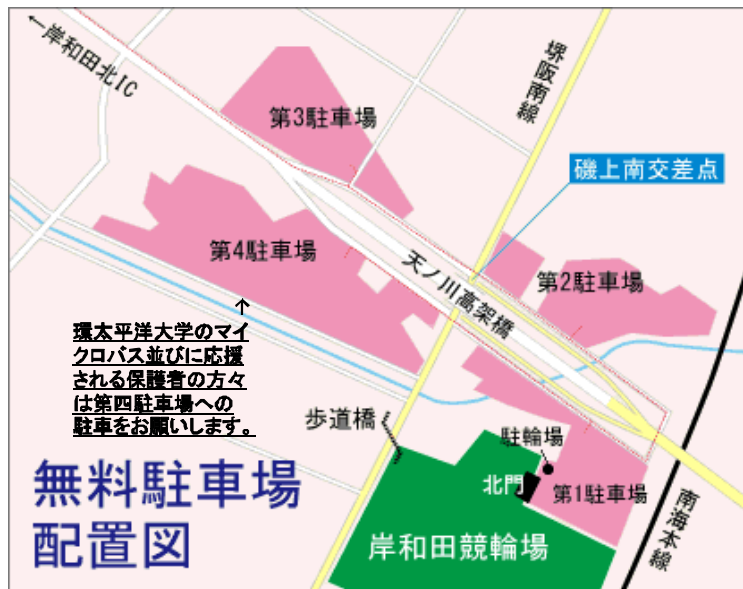 ←岸和田北IC
堺阪南線
第3駐車場
磯上南交差点
第4駐車場
天ノ川高架橋
第2駐車場
↑
環太平洋大学のマイ
クロバス並びに応援
される保護者の方々
は第四駐車場への
駐車をお願いします。
歩道橋
駐輪場
北門
第1駐車場
無料駐車場
配置図
岸和田競輪場
南海本線